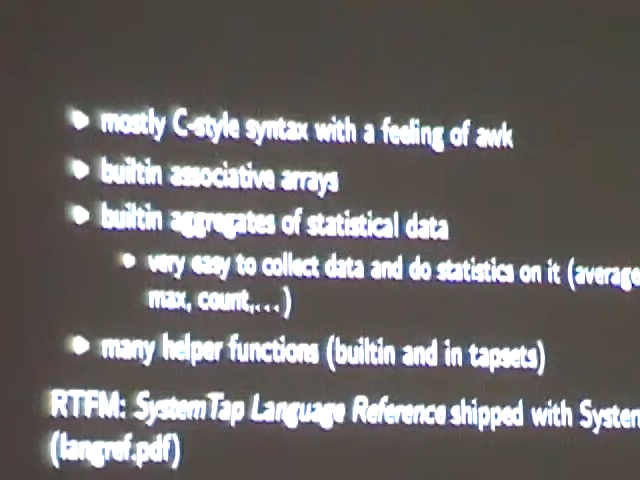 mostly C-style syntax with a feeling of awk
builtin associative arrays
builtin aggregates of statistical data
very easy to collect data and do statistics on it (average
max, count,...)
many helper functions (builtin and in tapsets)
RTFM: SystemTap Language Reference shipped with System
(langref.pdf)